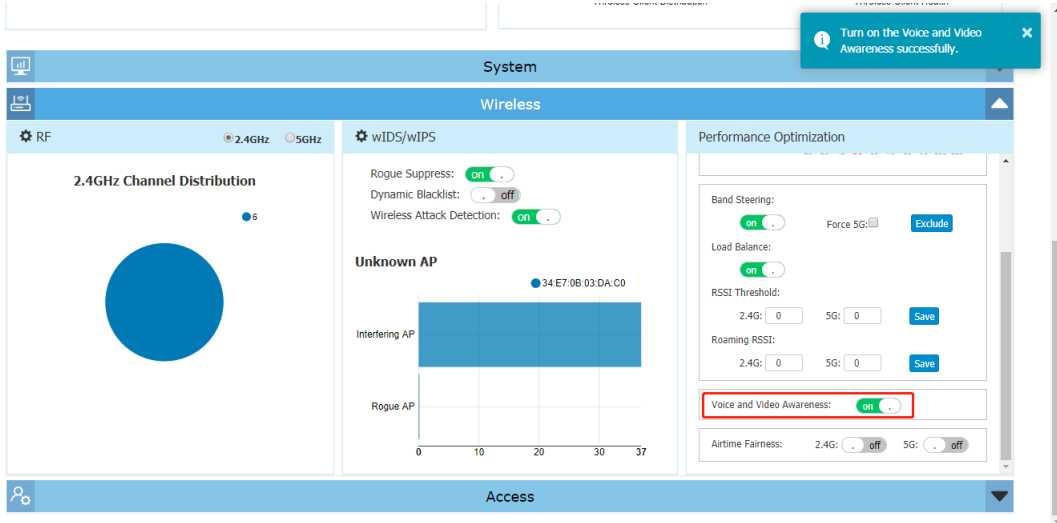 Turn on the Voice and Video
Awareness successfully.
System
Wireless
RF
2.4GHz
5GHz
2.4GHz Channel Distribution
6
wIDS/wIPS
Rogue Suppress: on
Dynamic Blacklist: off
Wireless Attack Detection: on
Unknown AP
34:E7:0B:03:DA:C0
Interfering AP
Rogue AP
0 10 20 30 37
Performance Optimization
Band Steering:
on Force 5G: Exclude
Load Balance:
on
RSSI Threshold:
2.4G: 0 5G: 0 Save
Roaming RSSI:
2.4G: 0 5G: 0 Save
Voice and Video Awareness: on
Airtime Fairness: 2.4G: off 5G: off
Access